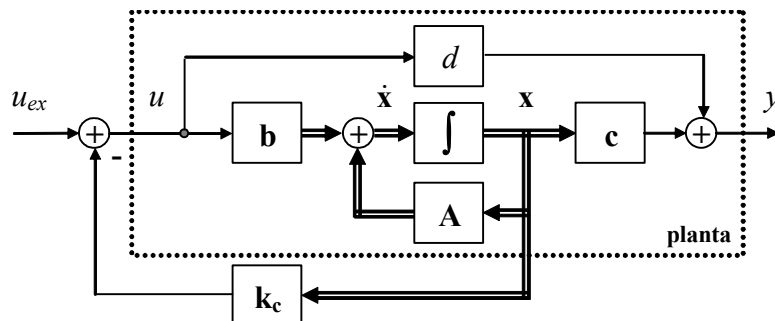 d
u_ex
u
ẋ
x
y
+
b
+
∫
c
+
-
A
planta
k_c